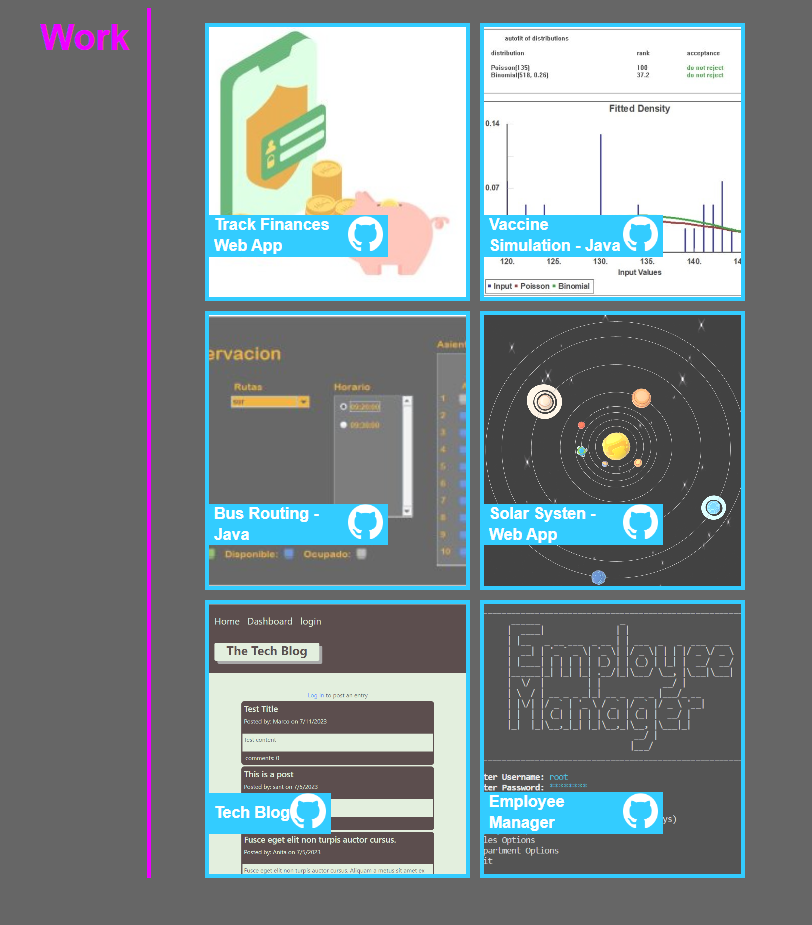 Work
autofit of distributions
distribution rank acceptance
Poisson(135) 100 do not reject
Binomial(518, 0.26) 37.2 do not reject
Fitted Density
0.14
0.07
Track Finances
Web App
Vaccine
Simulation - Java
120. 125. 130. 135. 140. 14
Input Values
Input Poisson Binomial
ervacion
Asient
Rutas Horario
sur
09:20:00
09:30:00
1
2
3
4
5
6
7
8
9
10
Bus Routing -
Java
Disponible: Ocupado:
Solar Systen -
Web App
Home Dashboard login
The Tech Blog
Log in to post an entry
Test Title
Posted by: Marco on 7/11/2023
test content
comments: 0
This is a post
Posted by: sant on 7/5/2023
Tech Blog
Fusce eget elit non turpis auctor cursus.
Posted by: Anita on 7/5/2023
Fusce eget elit non turpis auctor cursus. Aliquam a metus sit amet ex
Employee
Manager
ter Username: root
ter Password: ************
Employee
Manager
ys)
les Options
partment Options
it